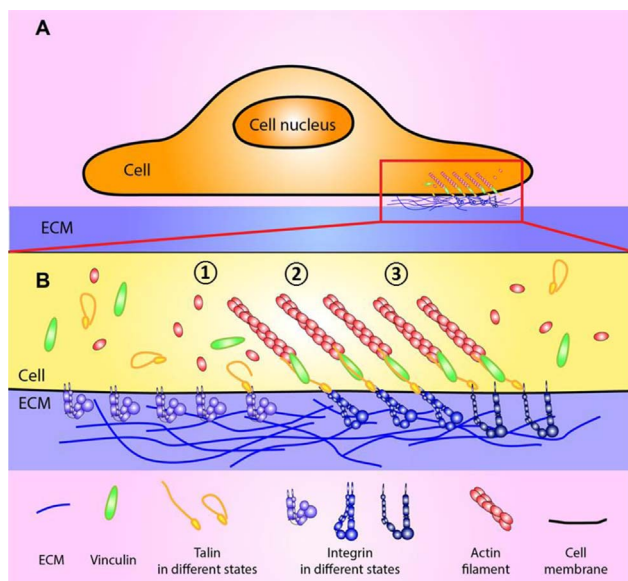 A
Cell nucleus
Cell
ECM
B
① ② ③
Cell
ECM
ECM
Vinculin
Talin
in different states
Integrin
in different states
Actin
filament
Cell
membrane